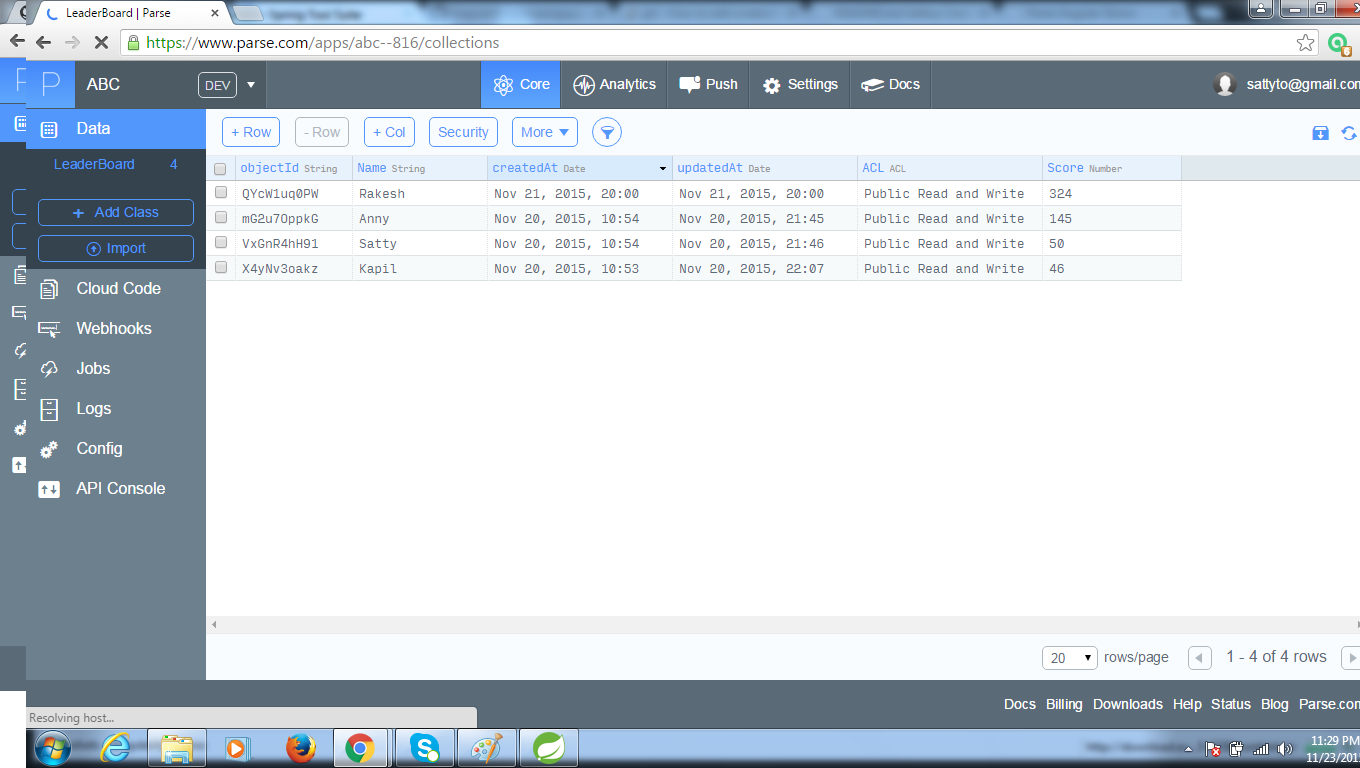 LeaderBoard | Parse
Spring Tool Suite
https://www.parse.com/apps/abc--816/collections
ABC DEV Core Analytics Push Settings Docs sattyto@gmail.com
Data
LeaderBoard 4
+ Add Class
Import
Cloud Code
Webhooks
Jobs
Logs
Config
API Console
+ Row - Row + Col Security More
objectId String Name String createdAt Date updatedAt Date ACL ACL Score Number
QYcW1uq0PW Rakesh Nov 21, 2015, 20:00 Nov 21, 2015, 20:00 Public Read and Write 324
mG2u7OppkG Anny Nov 20, 2015, 10:54 Nov 20, 2015, 21:45 Public Read and Write 145
VxGnR4hH91 Satty Nov 20, 2015, 10:54 Nov 20, 2015, 21:46 Public Read and Write 50
X4yNv3oakz Kapil Nov 20, 2015, 10:53 Nov 20, 2015, 22:07 Public Read and Write 46
20 rows/page 1 - 4 of 4 rows
Docs Billing Downloads Help Status Blog Parse.com
Resolving host...
11:29 PM
11/23/201